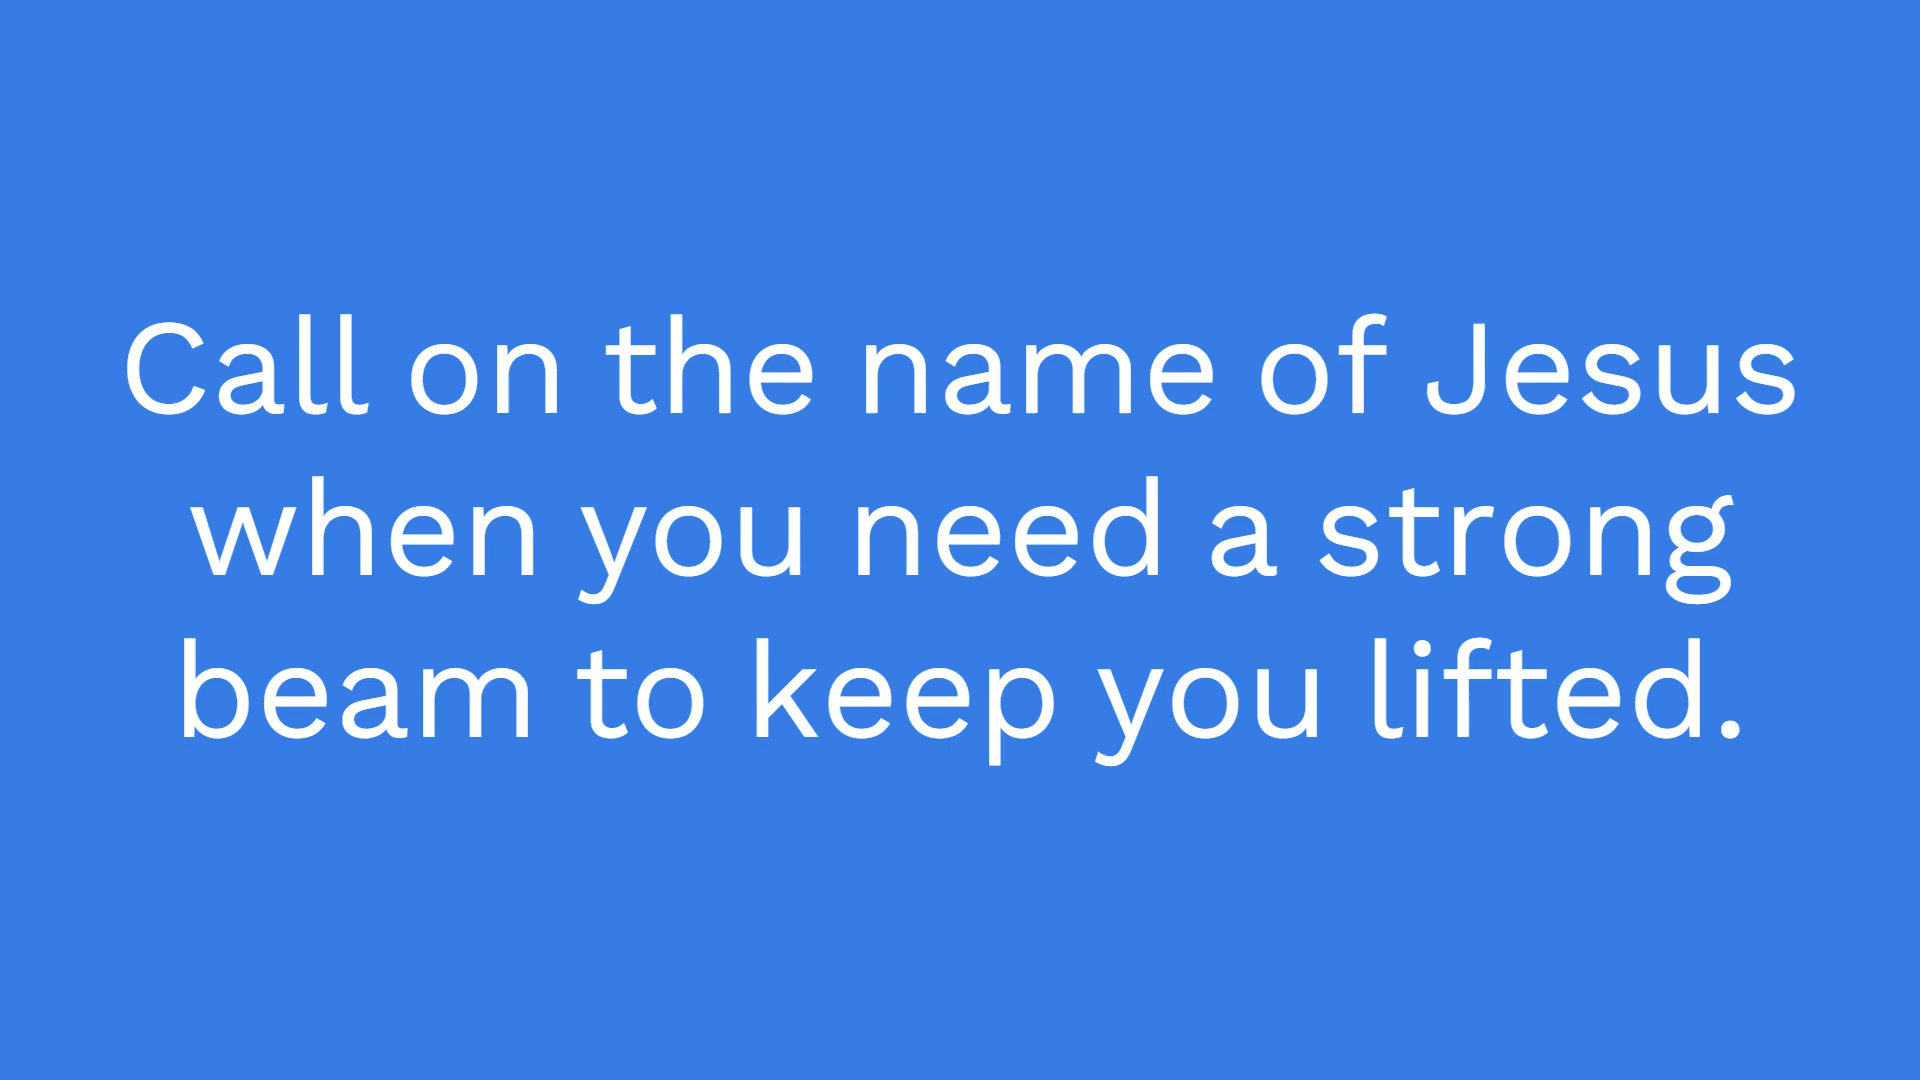 Call on the name of Jesus
when you need a strong
beam to keep you lifted.